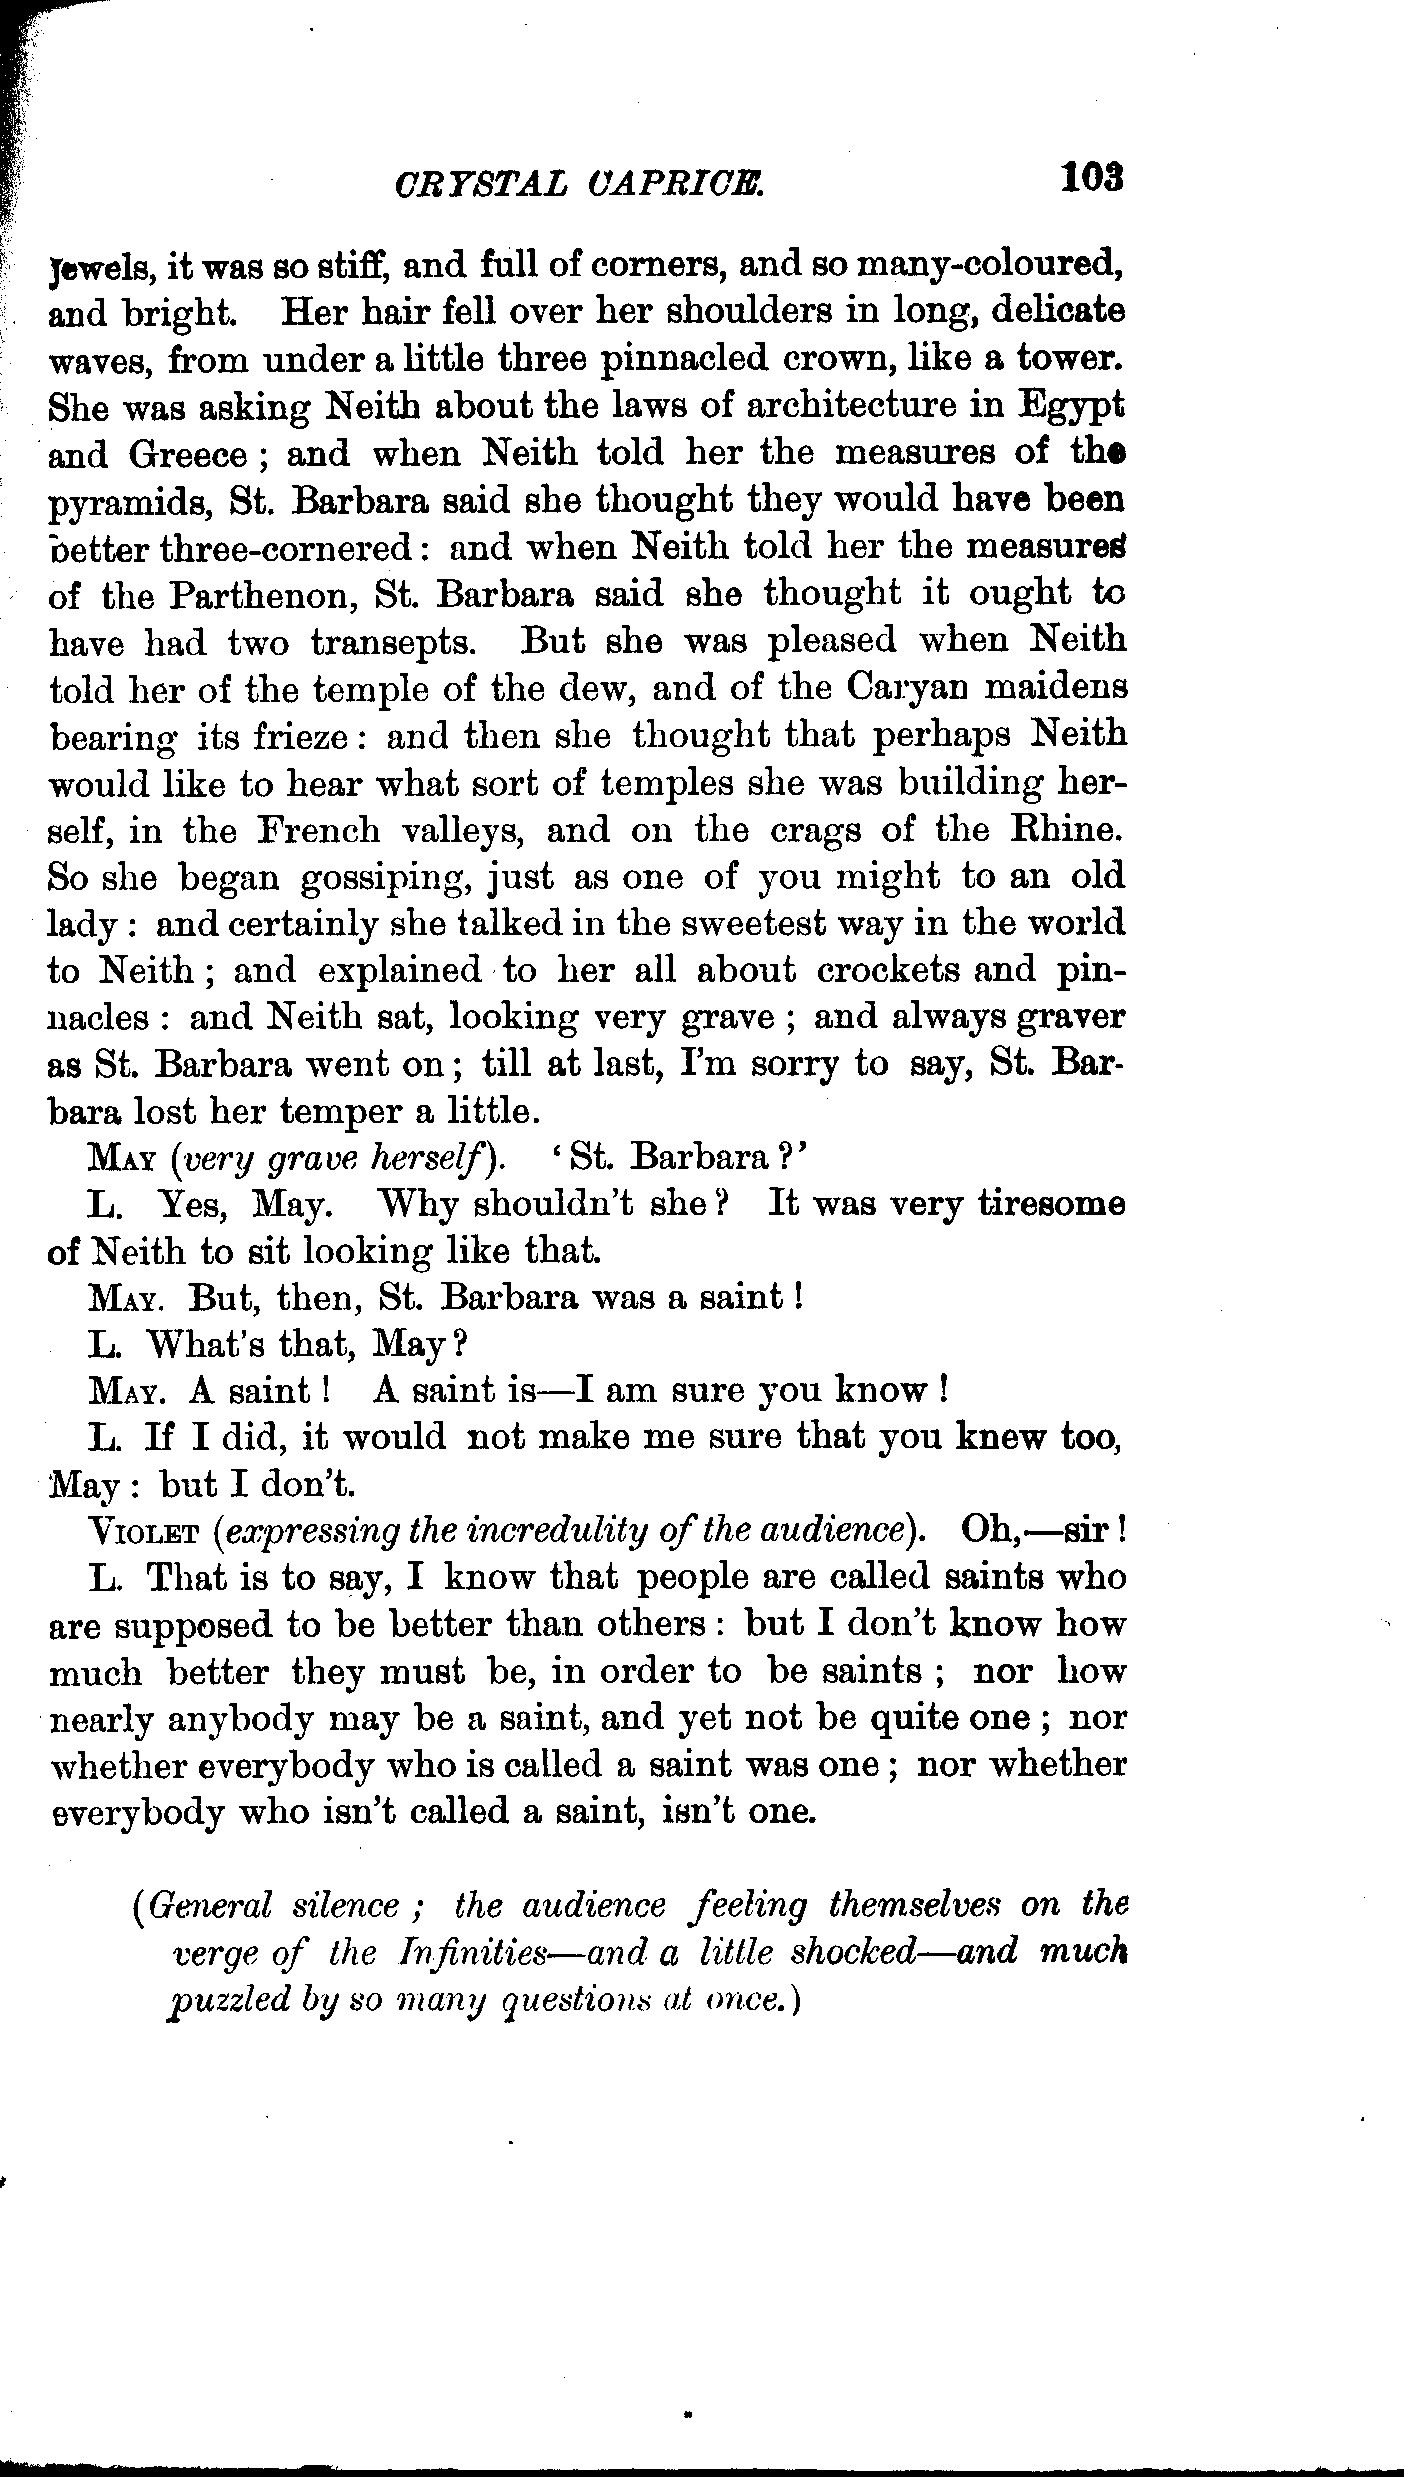 CRYSTAL CAPRICE. 103
jewels, it was so stiff, and full of corners, and so many-coloured,
and bright. Her hair fell over her shoulders in long, delicate
waves, from under a little three pinnacled crown, like a tower.
She was asking Neith about the laws of architecture in Egypt
and Greece ; and when Neith told her the measures of the
pyramids, St. Barbara said she thought they would have been
better three-cornered : and when Neith told her the measures
of the Parthenon, St. Barbara said she thought it ought to
have had two transepts. But she was pleased when Neith
told her of the temple of the dew, and of the Caryan maidens
bearing its frieze : and then she thought that perhaps Neith
would like to hear what sort of temples she was building her-
self, in the French valleys, and on the crags of the Rhine.
So she began gossiping, just as one of you might to an old
lady : and certainly she talked in the sweetest way in the world
to Neith ; and explained to her all about crockets and pin-
nacles : and Neith sat, looking very grave ; and always graver
as St. Barbara went on ; till at last, I'm sorry to say, St. Bar-
bara lost her temper a little.
MAY (very grave herself). ‘ St. Barbara ?’
L. Yes, May. Why shouldn't she ? It was very tiresome
of Neith to sit looking like that.
MAY. But, then, St. Barbara was a saint !
L. What's that, May ?
MAY. A saint ! A saint is—I am sure you know !
L. If I did, it would not make me sure that you knew too,
May : but I don't.
VIOLET (expressing the incredulity of the audience). Oh,—sir !
L. That is to say, I know that people are called saints who
are supposed to be better than others : but I don't know how
much better they must be, in order to be saints ; nor how
nearly anybody may be a saint, and yet not be quite one ; nor
whether everybody who is called a saint was one ; nor whether
everybody who isn't called a saint, isn't one.
(General silence ; the audience feeling themselves on the
verge of the Infinities—and a little shocked—and much
puzzled by so many questions at once.)